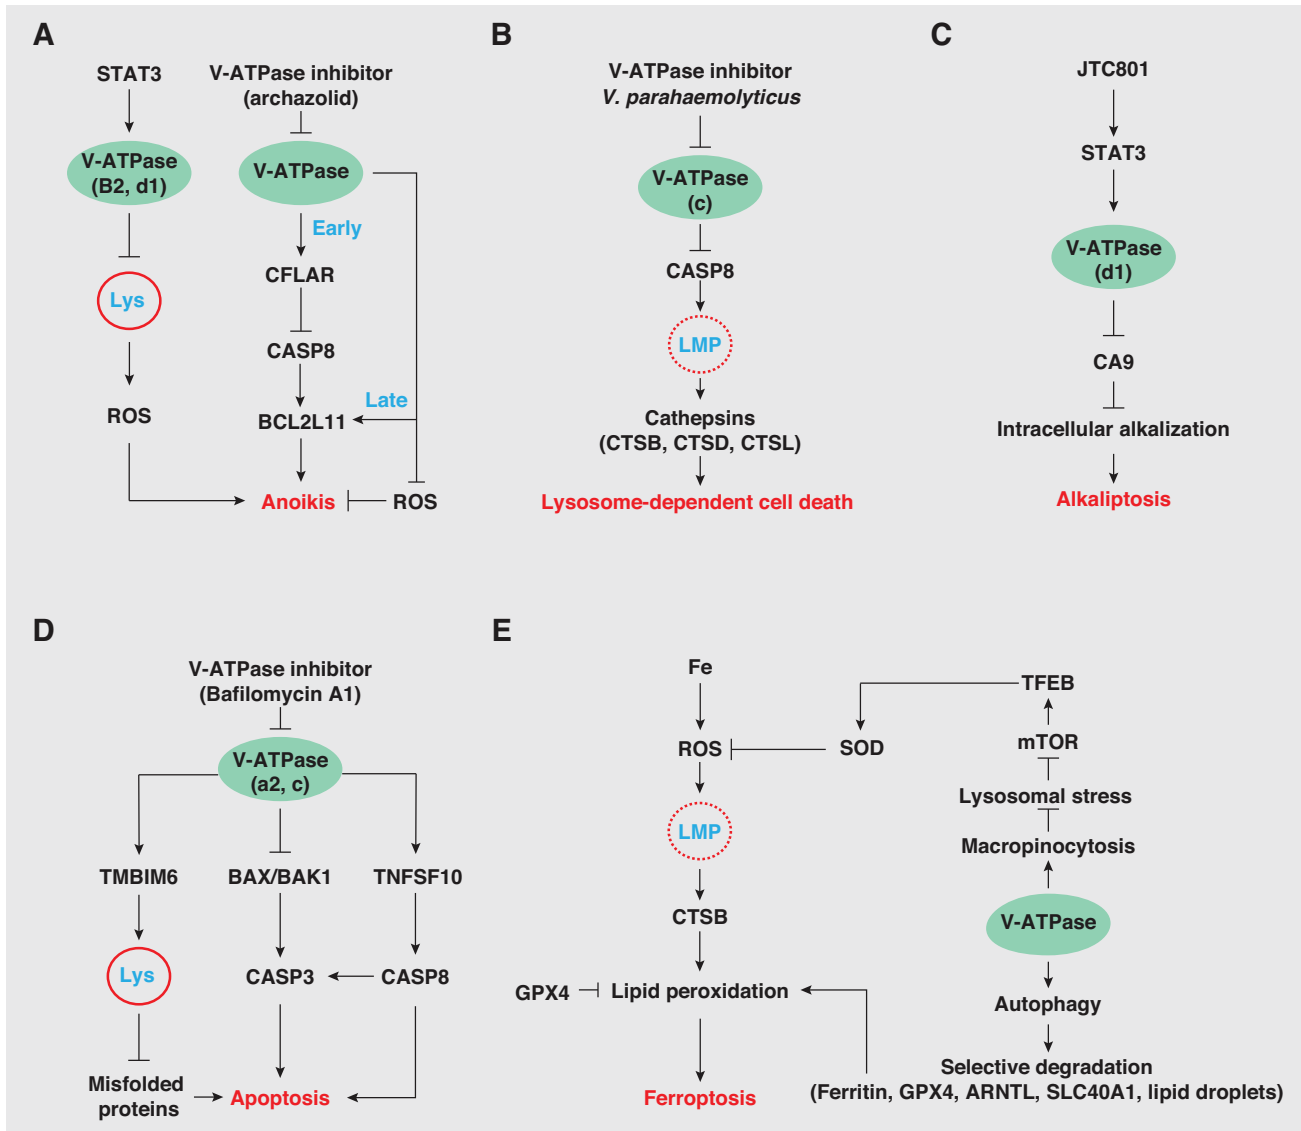 A
STAT3
V-ATPase inhibitor
(archazolid)
V-ATPase
(B2, d1)
V-ATPase
Early
Lys
CFLAR
CASP8
ROS
Late
BCL2L11
Anoikis
ROS
B
V-ATPase inhibitor
V. parahaemolyticus
V-ATPase
(c)
CASP8
LMP
Cathepsins
(CTSB, CTSD, CTSL)
Lysosome-dependent cell death
C
JTC801
STAT3
V-ATPase
(d1)
CA9
Intracellular alkalization
Alkaliptosis
D
V-ATPase inhibitor
(Bafilomycin A1)
V-ATPase
(a2, c)
TMBIM6
BAX/BAK1
TNFSF10
Lys
CASP3
CASP8
Misfolded
proteins
Apoptosis
E
Fe
TFEB
ROS
SOD
mTOR
Lysosomal stress
LMP
Macropinocytosis
CTSB
V-ATPase
GPX4
Lipid peroxidation
Autophagy
Selective degradation
(Ferritin, GPX4, ARNTL, SLC40A1, lipid droplets)
Ferroptosis